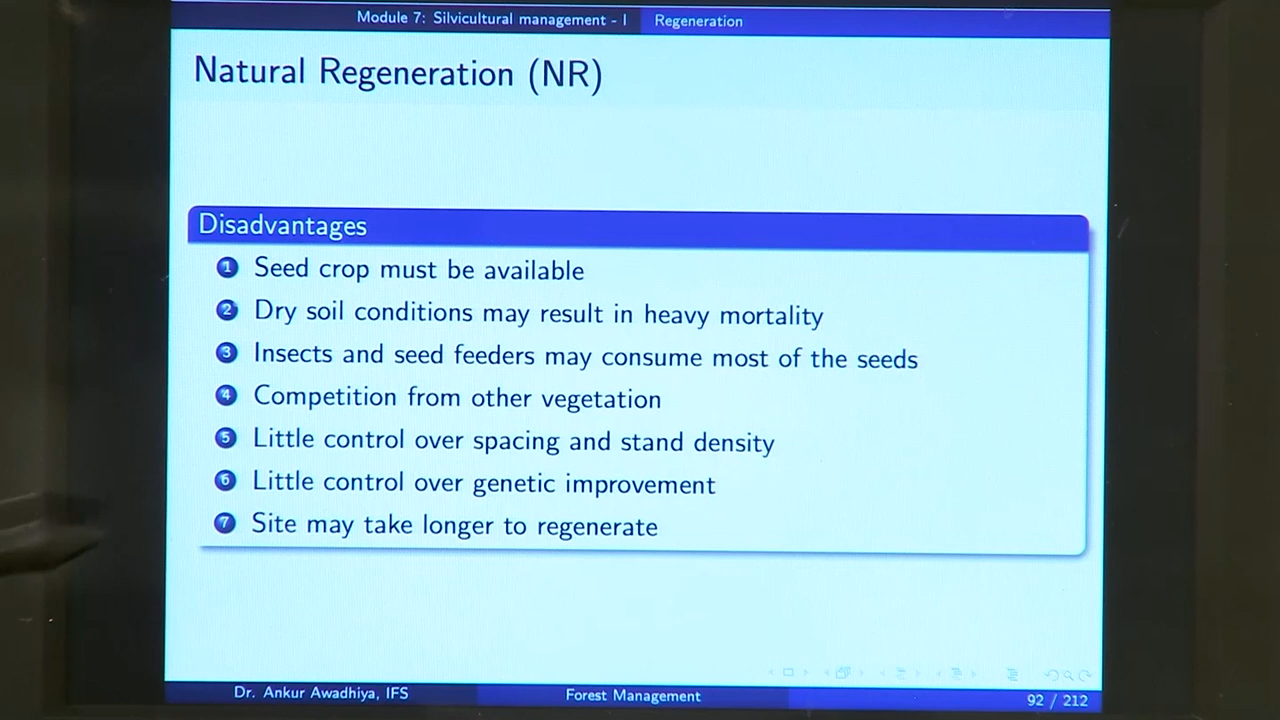 Module 7: Silvicultural management - I Regeneration
Natural Regeneration (NR)
Disadvantages
1 Seed crop must be available
2 Dry soil conditions may result in heavy mortality
3 Insects and seed feeders may consume most of the seeds
4 Competition from other vegetation
5 Little control over spacing and stand density
6 Little control over genetic improvement
7 Site may take longer to regenerate
Dr. Ankur Awadhiya, IFS Forest Management 92 / 212